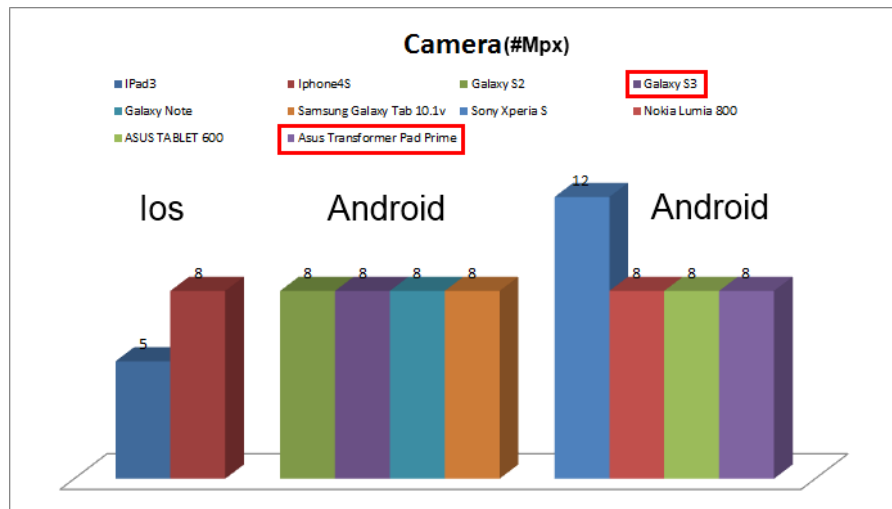 Camera(#Mpx)
IPad3 Iphone4S Galaxy S2 Galaxy S3
Galaxy Note Samsung Galaxy Tab 10.1v Sony Xperia S Nokia Lumia 800
ASUS TABLET 600 Asus Transformer Pad Prime
Ios Android Android
5 8 8 8 8 8 12 8 8 8